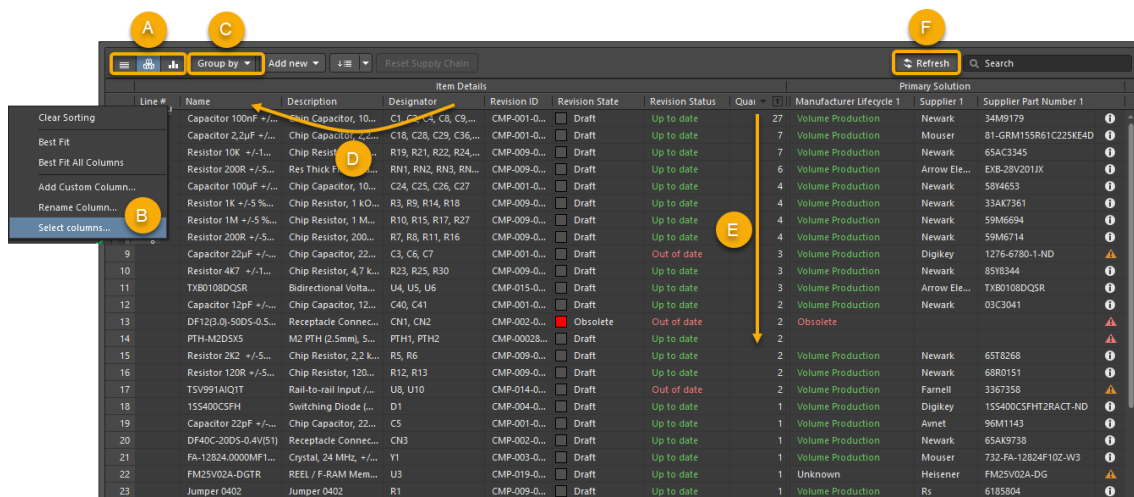 A
C
F
Group by
Add new
Reset Supply Chain
Refresh
Search
Item Details
Primary Solution
Line #
Name
Description
Designator
Revision ID
Revision State
Revision Status
Quai
Manufacturer Lifecycle 1
Supplier 1
Supplier Part Number 1
Clear Sorting
Best Fit
Best Fit All Columns
Add Custom Column...
Rename Column...
Select columns...
B
D
E
Capacitor 100nF +/... Chip Capacitor, 10... C1, C2, C4, C8, C9,... CMP-001-0... Draft Up to date 27 Volume Production Newark 34M9179
Capacitor 2,2µF +/-... Chip Capacitor, 2,2... C18, C28, C29, C36,... CMP-001-0... Draft Up to date 7 Volume Production Mouser 81-GRM155R61C225KE4D
Resistor 10K +/-1... Chip Resist... R19, R21, R22, R24,... CMP-009-0... Draft Up to date 7 Volume Production Newark 65AC3345
Resistor 200R +/-5... Res Thick F... RN1, RN2, RN3, RN... CMP-009-0... Draft Up to date 6 Volume Production Arrow Ele... EXB-28V201JX
Capacitor 100µF +/... Chip Capacitor, 10... C24, C25, C26, C27 CMP-001-0... Draft Up to date 4 Volume Production Newark 58Y4653
Resistor 1K +/-5 %... Chip Resistor, 1 kO... R3, R9, R14, R18 CMP-009-0... Draft Up to date 4 Volume Production Newark 33AK7361
Resistor 1M +/-5 %... Chip Resistor, 1 M... R10, R15, R17, R27 CMP-009-0... Draft Up to date 4 Volume Production Newark 59M6694
Resistor 200R +/-5... Chip Resistor, 200... R7, R8, R11, R16 CMP-009-0... Draft Up to date 4 Volume Production Newark 59M6714
9 Capacitor 22µF +/-... Chip Capacitor, 22... C3, C6, C7 CMP-001-0... Draft Out of date 3 Volume Production Digikey 1276-6780-1-ND
10 Resistor 4K7 +/-1... Chip Resistor, 4,7 k... R23, R25, R30 CMP-009-0... Draft Up to date 3 Volume Production Newark 85Y8344
11 TXB0108DQSR Bidirectional Volta... U4, U5, U6 CMP-015-0... Draft Up to date 3 Volume Production Arrow Ele... TXB0108DQSR
12 Capacitor 12pF +/-... Chip Capacitor, 12... C40, C41 CMP-001-0... Draft Up to date 2 Volume Production Newark 03C3041
13 DF12(3.0)-50DS-0.5... Receptacle Connec... CN1, CN2 CMP-002-0... Obsolete Out of date 2 Obsolete
14 PTH-M2D5X5 M2 PTH (2.5mm), 5... PTH1, PTH2 CMP-00028... Draft Up to date 2
15 Resistor 2K2 +/-5... Chip Resistor, 2,2 k... R5, R6 CMP-009-0... Draft Up to date 2 Volume Production Newark 65T8268
16 Resistor 120R +/-5... Chip Resistor, 120... R12, R13 CMP-009-0... Draft Up to date 2 Volume Production Newark 68R0151
17 TSV991AIQ1T Rail-to-rail Input /... U8, U10 CMP-014-0... Draft Out of date 2 Volume Production Farnell 3367358
18 1SS400CSFH Switching Diode (... D1 CMP-004-0... Draft Up to date 1 Volume Production Digikey 1SS400CSFHT2RACT-ND
19 Capacitor 22pF +/-... Chip Capacitor, 22... C5 CMP-001-0... Draft Up to date 1 Volume Production Avnet 96M1143
20 DF40C-20DS-0.4V(51) Receptacle Connec... CN3 CMP-002-0... Draft Up to date 1 Volume Production Newark 65AK9738
21 FA-12824.0000MF1... Crystal, 24 MHz, +/... Y1 CMP-003-0... Draft Up to date 1 Volume Production Mouser 732-FA-12824F10Z-W3
22 FM25V02A-DGTR REEL / F-RAM Mem... U3 CMP-019-0... Draft Up to date 1 Unknown Heisener FM25V02A-DG
23 Jumper 0402 Jumper 0402 R1 CMP-009-0... Draft Up to date 1 Volume Production Rs 6185804